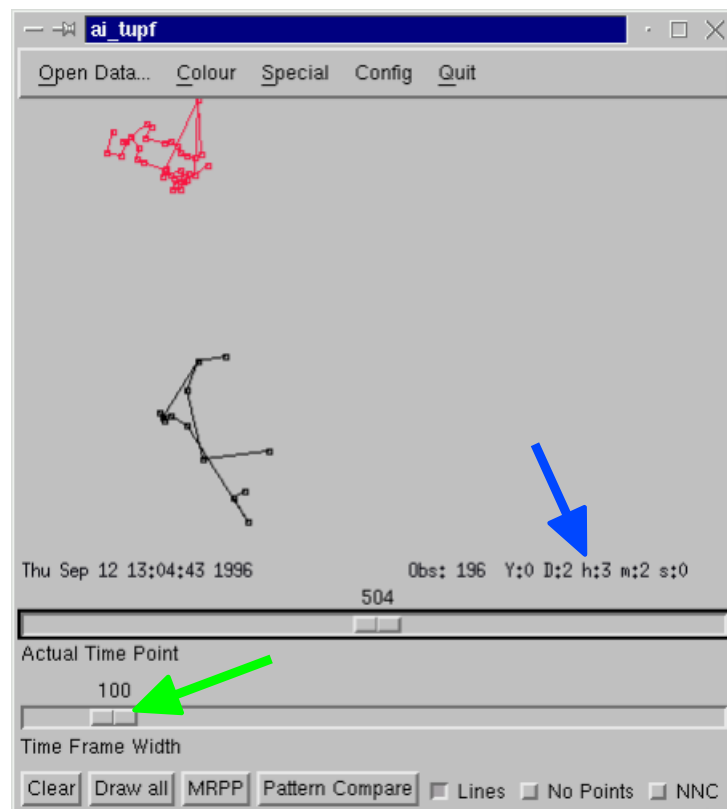 ai_tupf
Open Data... Colour Special Config Quit
Thu Sep 12 13:04:43 1996 Obs: 196 Y:0 D:2 h:3 m:2 s:0
504
Actual Time Point
100
Time Frame Width
Clear Draw all MRPP Pattern Compare Lines No Points NNC